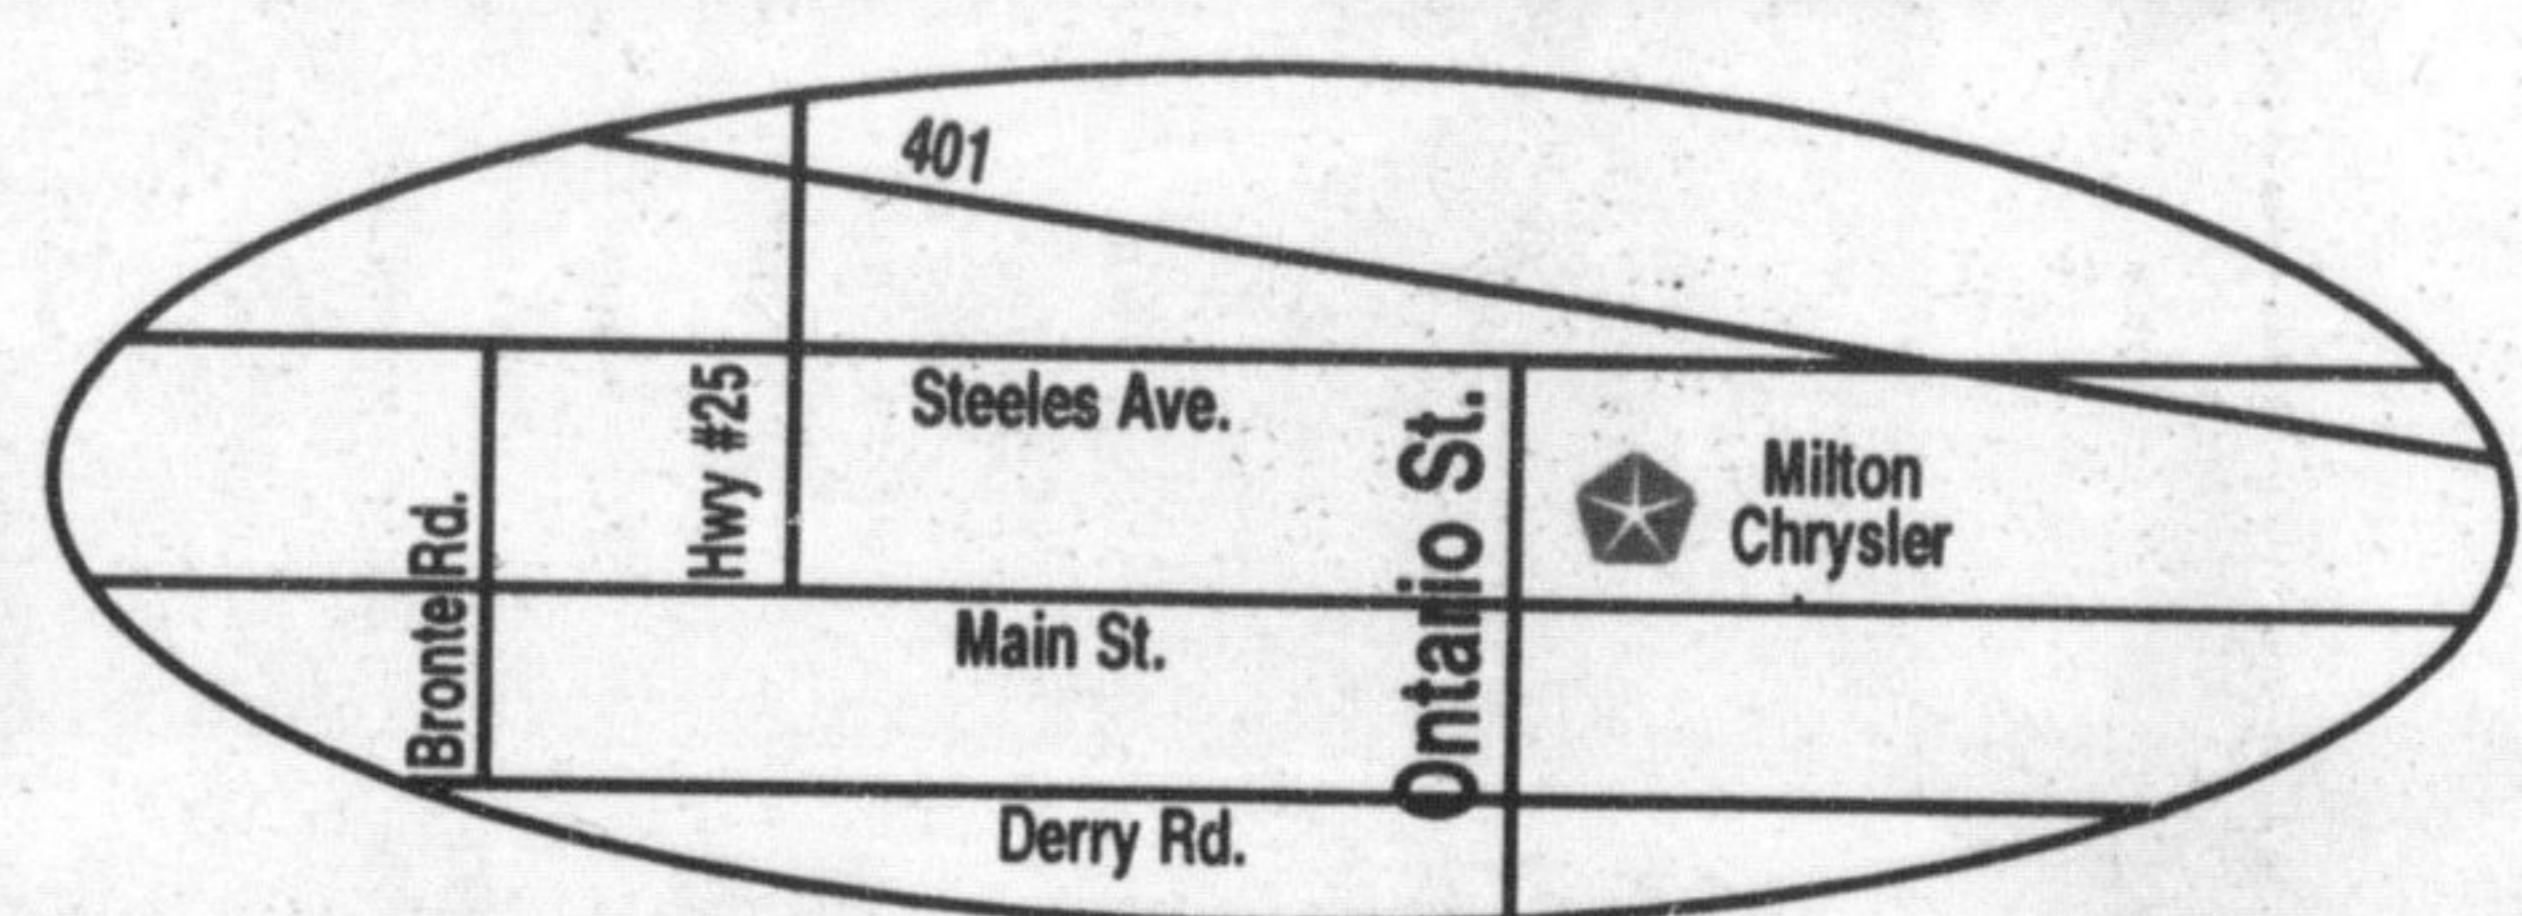 401
Steeles Ave.
Hwy #25
Ontario St.
Milton
Chrysler
Bronte Rd.
Main St.
Derry Rd.